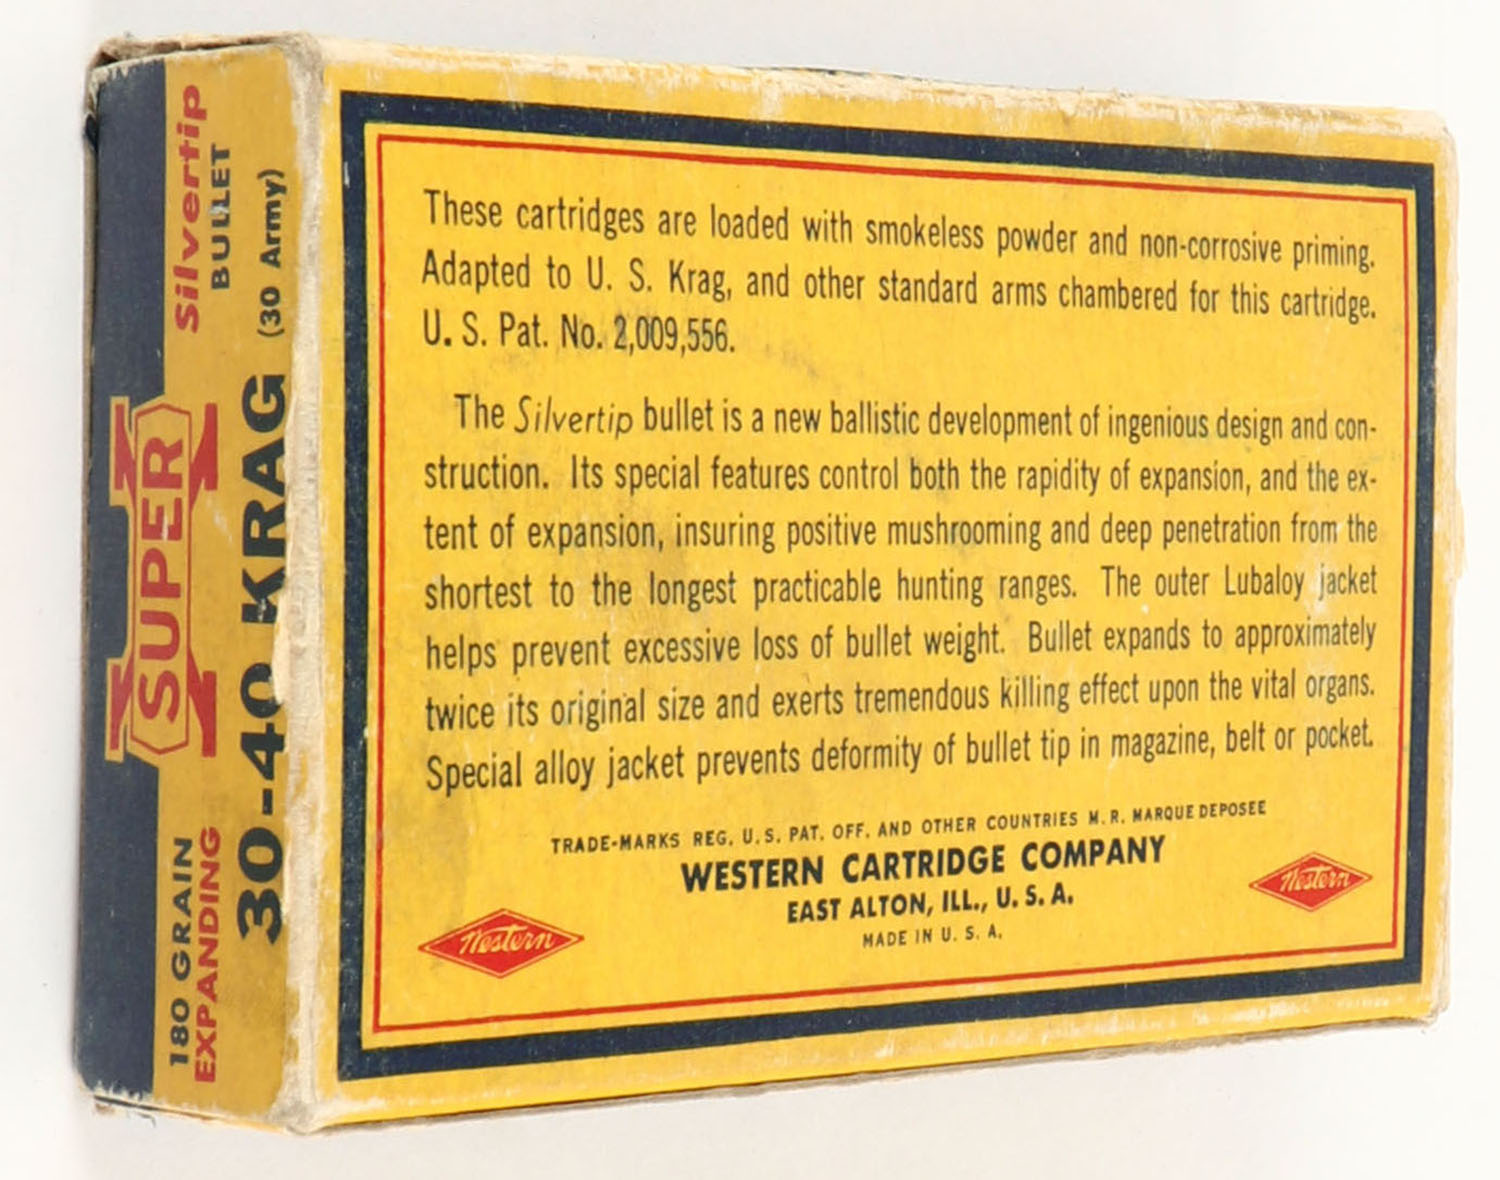 SUPER X
Silvertip
BULLET
180 GRAIN
EXPANDING
30-40 KRAG (30 Army)
These cartridges are loaded with smokeless powder and non-corrosive priming.
Adapted to U. S. Krag, and other standard arms chambered for this cartridge.
U. S. Pat. No. 2,009,556.
The Silvertip bullet is a new ballistic development of ingenious design and con-
struction. Its special features control both the rapidity of expansion, and the ex-
tent of expansion, insuring positive mushrooming and deep penetration from the
shortest to the longest practicable hunting ranges. The outer Lubaloy jacket
helps prevent excessive loss of bullet weight. Bullet expands to approximately
twice its original size and exerts tremendous killing effect upon the vital organs.
Special alloy jacket prevents deformity of bullet tip in magazine, belt or pocket.
TRADE-MARKS REG. U.S. PAT. OFF. AND OTHER COUNTRIES M. R. MARQUE DEPOSEE
WESTERN CARTRIDGE COMPANY
EAST ALTON, ILL., U. S. A.
MADE IN U. S. A.
Western
Western